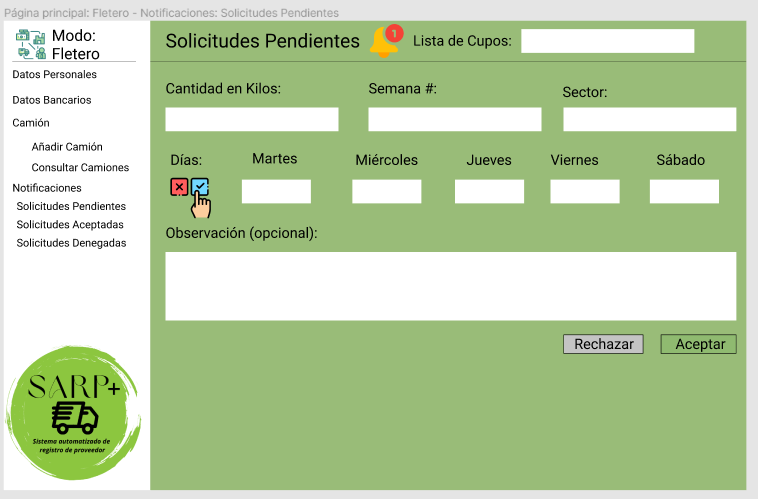 Página principal: Fletero - Notificaciones: Solicitudes Pendientes
Modo:
Fletero
Datos Personales
Datos Bancarios
Camión
Añadir Camión
Consultar Camiones
Notificaciones
Solicitudes Pendientes
Solicitudes Aceptadas
Solicitudes Denegadas
SARP+
Sistema automatizado de
registro de proveedor
Solicitudes Pendientes 1 Lista de Cupos:
Cantidad en Kilos: Semana #: Sector:
Días: Martes Miércoles Jueves Viernes Sábado
Observación (opcional):
Rechazar Aceptar